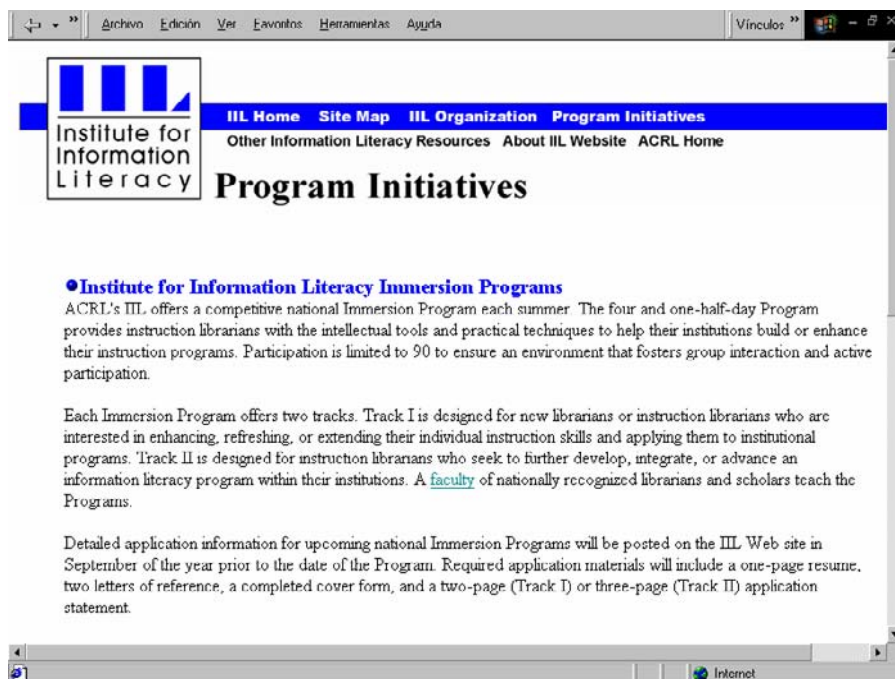 Archivo Edición Ver Favoritos Herramientas Ayuda Vínculos
IIL
Institute for
Information
Literacy
IIL Home Site Map IIL Organization Program Initiatives
Other Information Literacy Resources About IIL Website ACRL Home
Program Initiatives
Institute for Information Literacy Immersion Programs
ACRL's IIL offers a competitive national Immersion Program each summer. The four and one-half-day Program
provides instruction librarians with the intellectual tools and practical techniques to help their institutions build or enhance
their instruction programs. Participation is limited to 90 to ensure an environment that fosters group interaction and active
participation.
Each Immersion Program offers two tracks. Track I is designed for new librarians or instruction librarians who are
interested in enhancing, refreshing, or extending their individual instruction skills and applying them to institutional
programs. Track II is designed for instruction librarians who seek to further develop, integrate, or advance an
information literacy program within their institutions. A faculty of nationally recognized librarians and scholars teach the
Programs.
Detailed application information for upcoming national Immersion Programs will be posted on the IIL Web site in
September of the year prior to the date of the Program. Required application materials will include a one-page resume,
two letters of reference, a completed cover form, and a two-page (Track I) or three-page (Track II) application
statement.
Internet